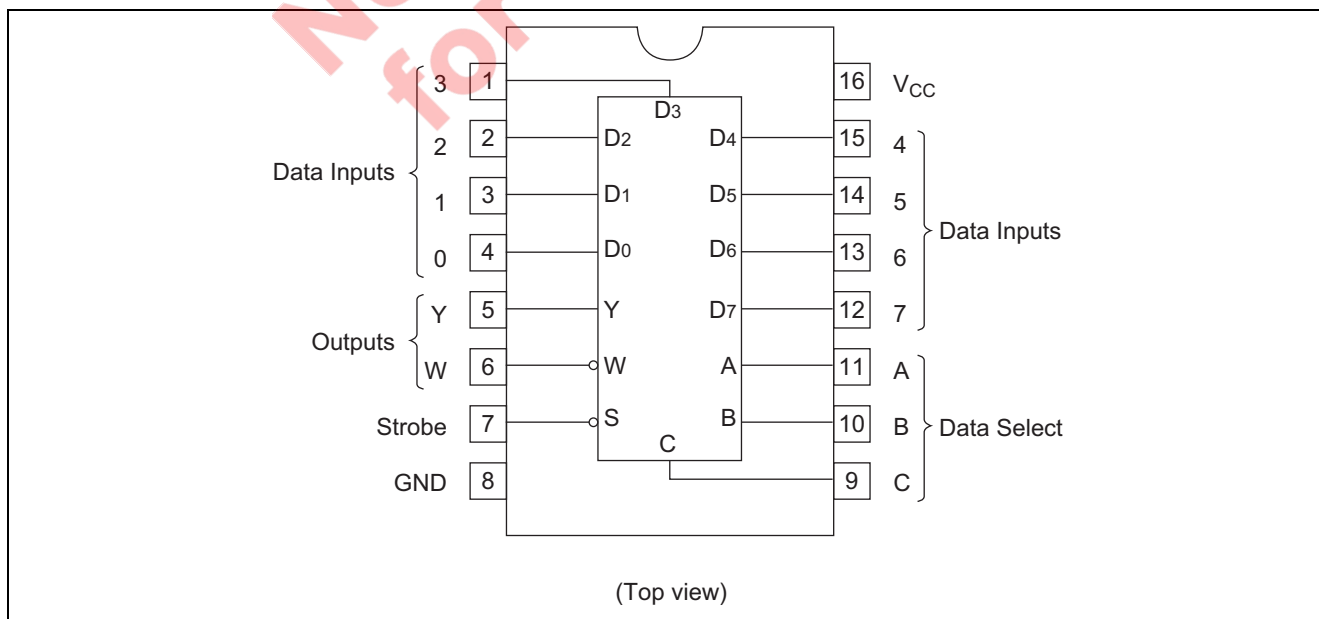 No
for
3 1 D3 16 VCC
2 2 D2 D4 15 4
Data Inputs
1 3 D1 D5 14 5
Data Inputs
0 4 D0 D6 13 6
Y 5 Y D7 12 7
Outputs
W 6 W A 11 A
Strobe 7 S B 10 B Data Select
GND 8 C 9 C
(Top view)